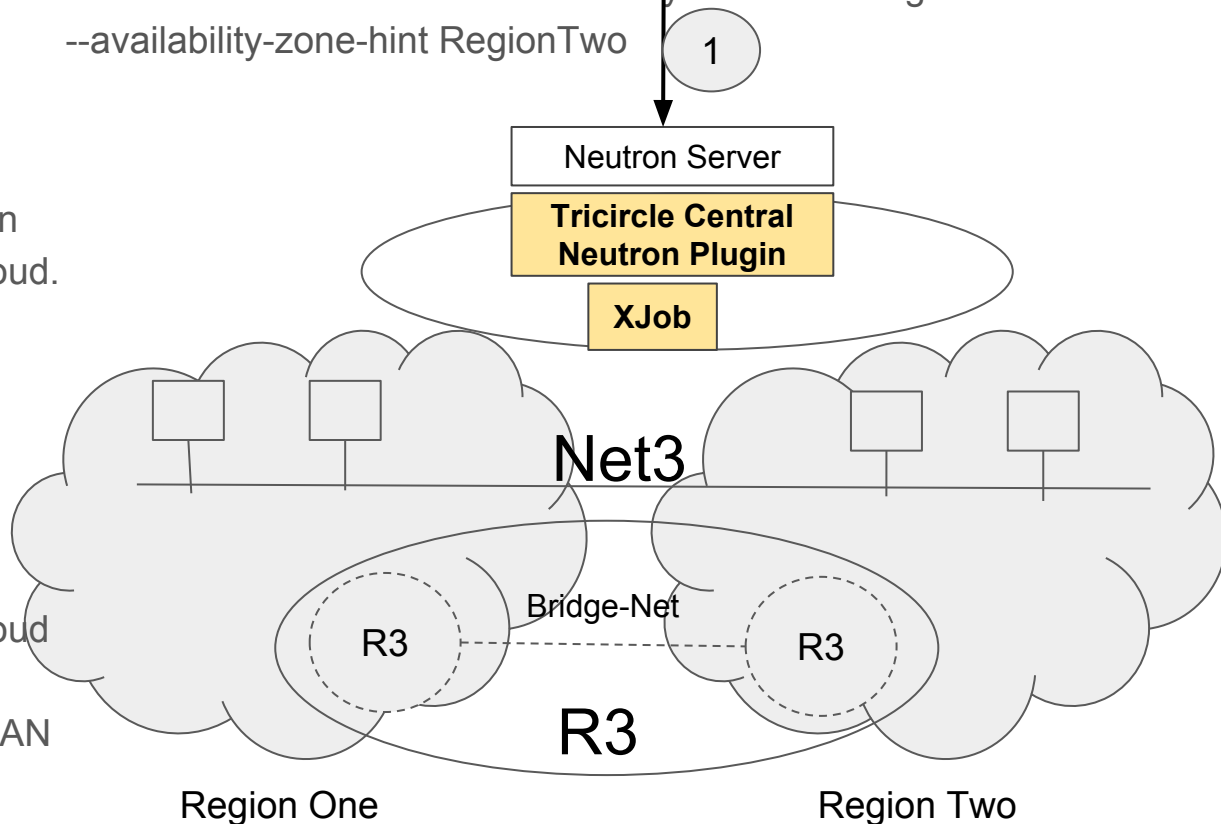 --availability-zone-hint RegionTwo
1
Neutron Server
Tricircle Central
Neutron Plugin
XJob
Net3
Bridge-Net
R3
R3
R3
Region One
Region Two